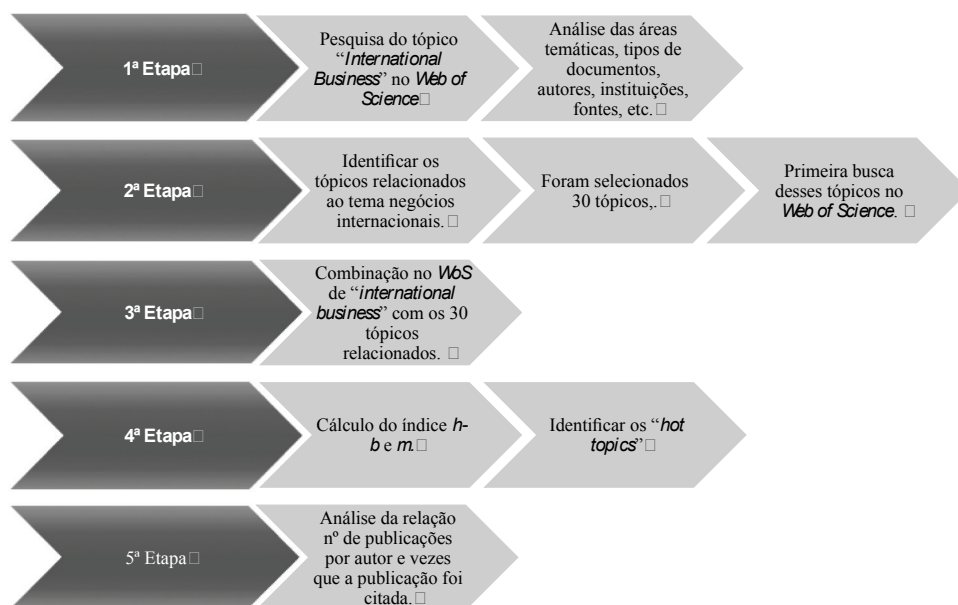 1ª Etapa
Pesquisa do tópico
“International
Business” no Web of
Science
Análise das áreas
temáticas, tipos de
documentos,
autores, instituições,
fontes, etc.
2ª Etapa
Identificar os
tópicos relacionados
ao tema negócios
internacionais.
Foram selecionados
30 tópicos,.
Primeira busca
desses tópicos no
Web of Science.
3ª Etapa
Combinação no WoS
de “international
business” com os 30
tópicos
relacionados.
4ª Etapa
Cálculo do índice h-
b e m.
Identificar os “hot
topics”
5ª Etapa
Análise da relação
nº de publicações
por autor e vezes
que a publicação foi
citada.